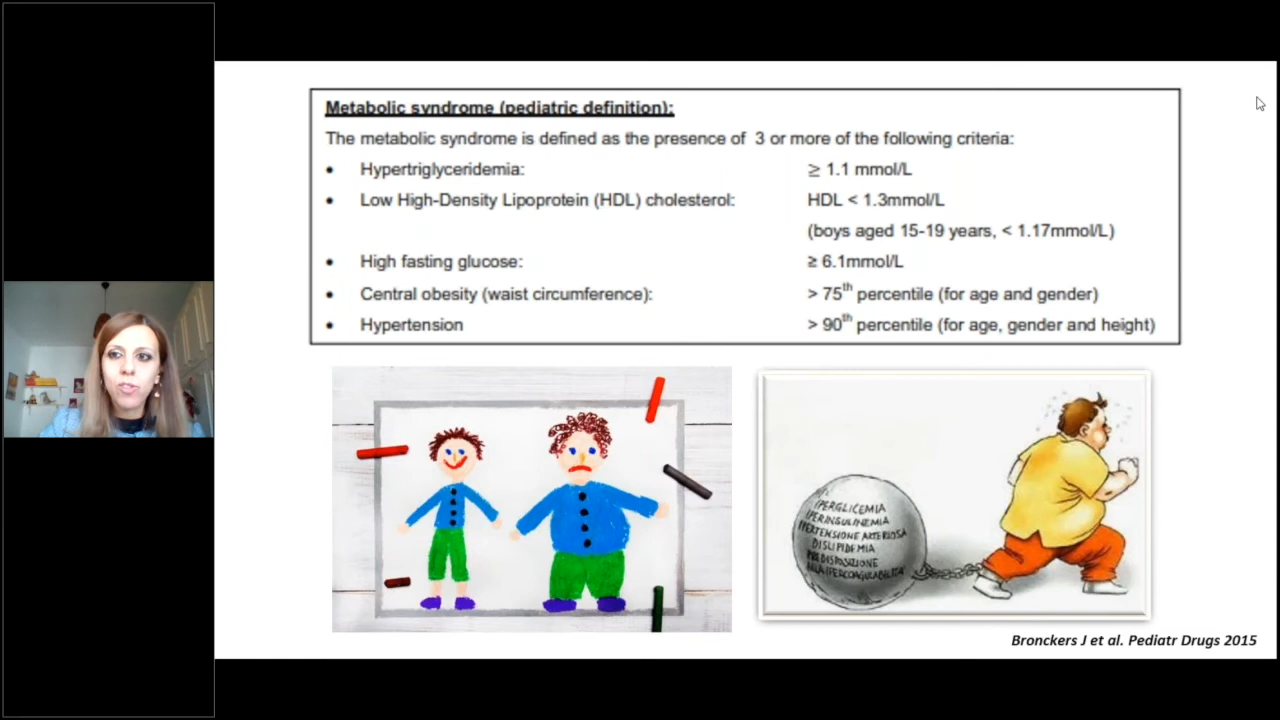 Metabolic syndrome (pediatric definition):
The metabolic syndrome is defined as the presence of 3 or more of the following criteria:
• Hypertriglyceridemia: ≥ 1.1 mmol/L
• Low High-Density Lipoprotein (HDL) cholesterol: HDL < 1.3mmol/L
(boys aged 15-19 years, < 1.17mmol/L)
• High fasting glucose: ≥ 6.1mmol/L
• Central obesity (waist circumference): > 75th percentile (for age and gender)
• Hypertension > 90th percentile (for age, gender and height)
IPERGLICEMIA
IPERINSULINEMIA
IPERTENSIONE ARTERIOSA
DISLIPIDEMIA
PREDISPOSIZIONE
ALLA IPERCOAGULABILITA'
Bronckers J et al. Pediatr Drugs 2015